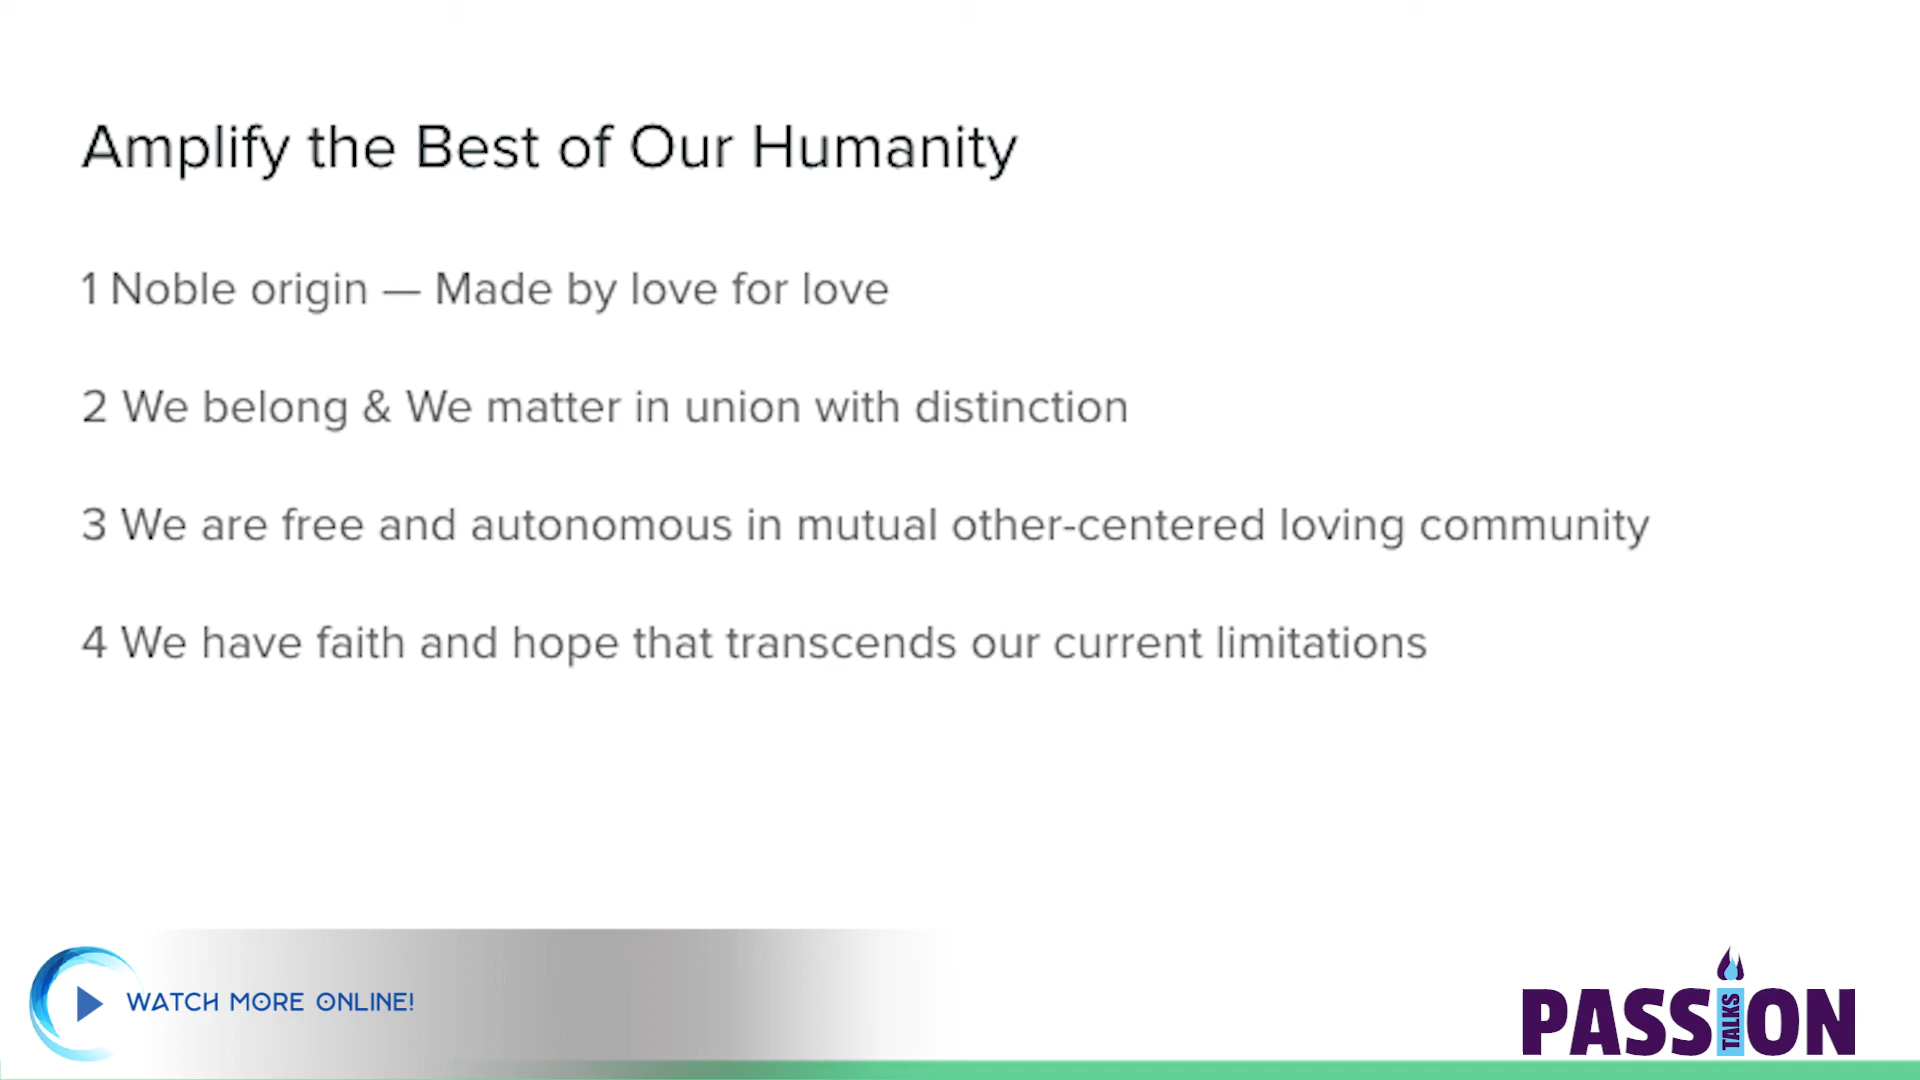 Amplify the Best of Our Humanity
1 Noble origin — Made by love for love
2 We belong & We matter in union with distinction
3 We are free and autonomous in mutual other-centered loving community
4 We have faith and hope that transcends our current limitations
WATCH MORE ONLINE!
PASSION
TALKS